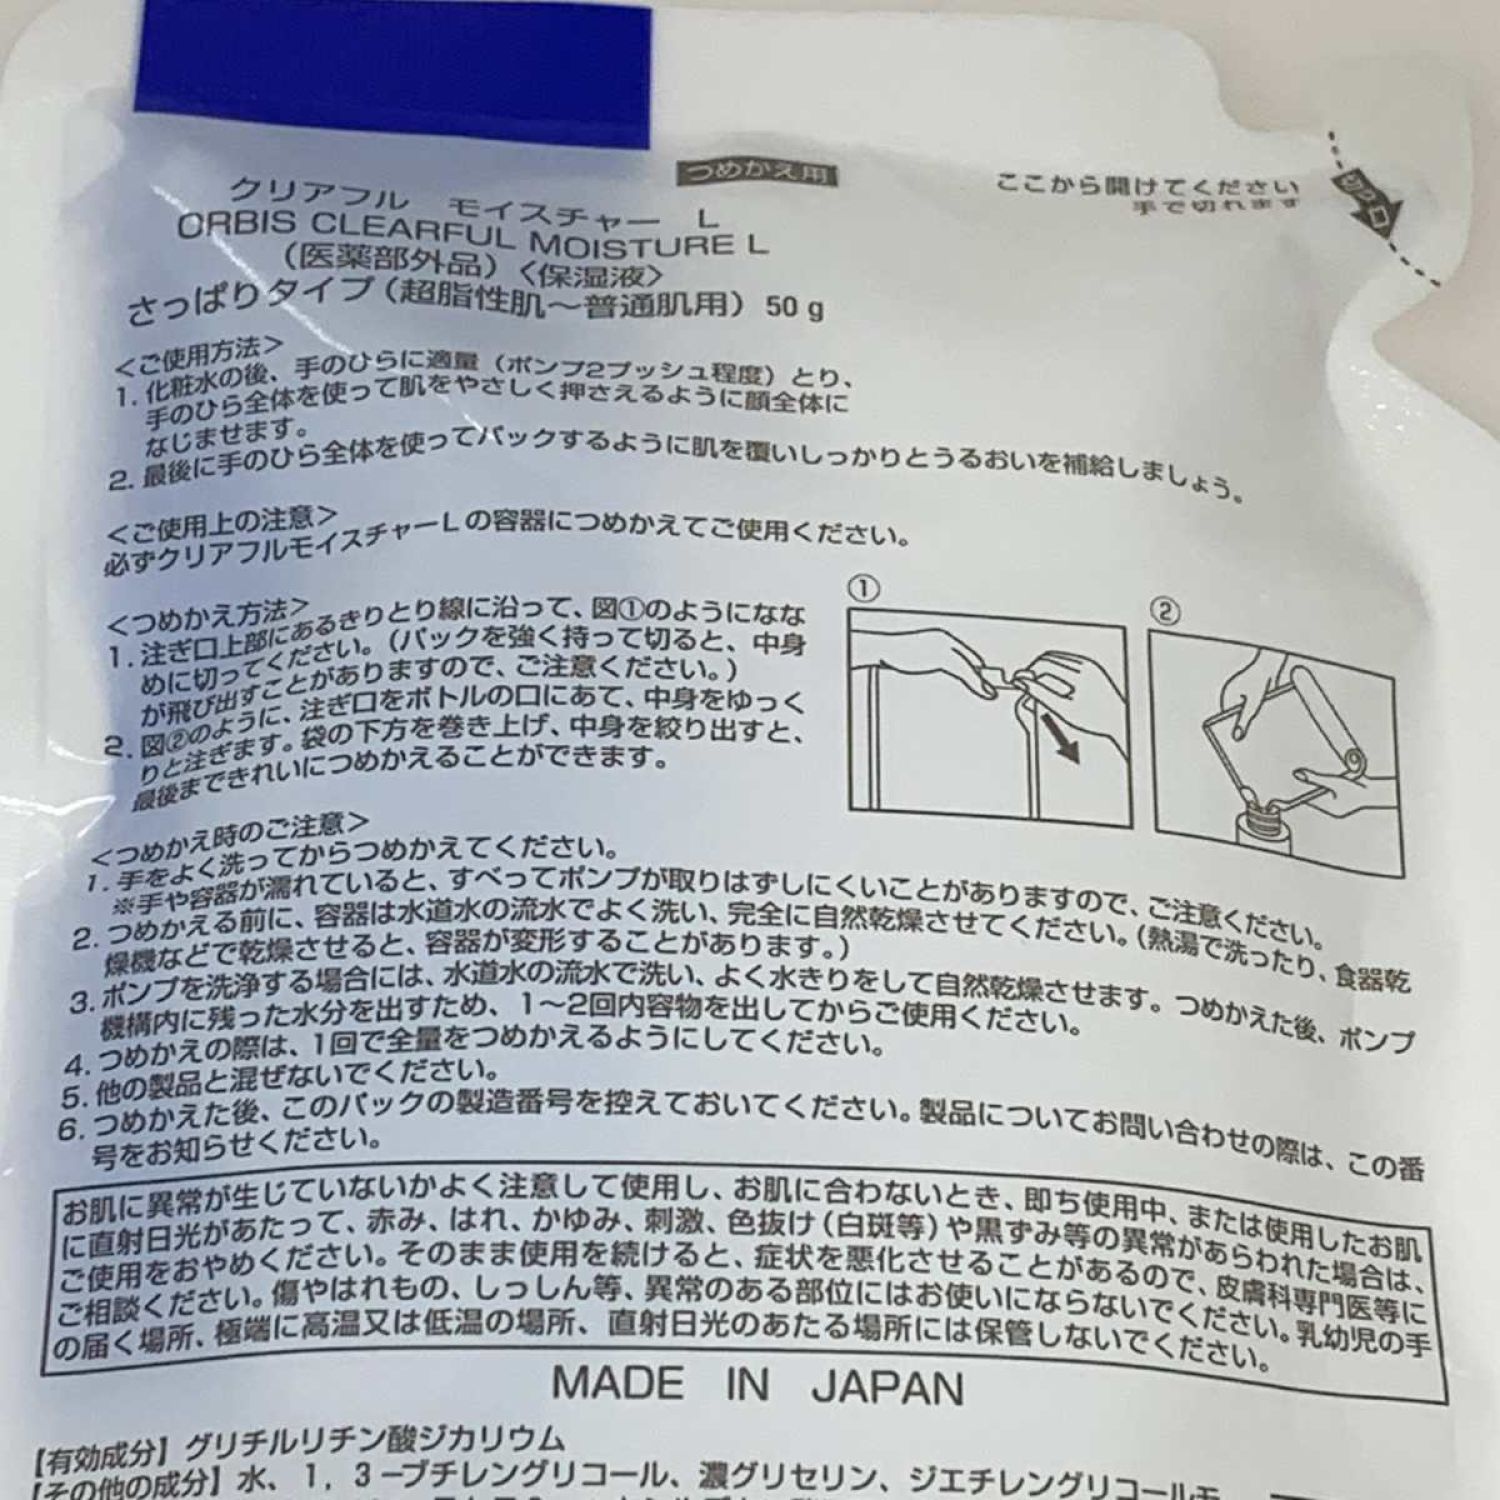 つめかえ用
ここから開けてください
手で切れます
切り口
クリアフル モイスチャー L
ORBIS CLEARFUL MOISTURE L
（医薬部外品）〈保湿液〉
さっぱりタイプ（超脂性肌～普通肌用）50 g
＜ご使用方法＞
1. 化粧水の後、手のひらに適量（ポンプ2プッシュ程度）とり、
手のひら全体を使って肌をやさしく押さえるように顔全体に
なじませます。
2. 最後に手のひら全体を使ってパックするように肌を覆いしっかりとうるおいを補給しましょう。
＜ご使用上の注意＞
必ずクリアフルモイスチャーLの容器につめかえてご使用ください。
＜つめかえ方法＞
1. 注ぎ口上部にあるきりとり線に沿って、図①のようになな
めに切ってください。（パックを強く持って切ると、中身
が飛び出すことがありますので、ご注意ください。）
2. 図②のように、注ぎ口をボトルの口にあて、中身をゆっく
りと注ぎます。袋の下方を巻き上げ、中身を絞り出すと、
最後まできれいにつめかえることができます。
①
②
＜つめかえ時のご注意＞
1. 手をよく洗ってからつめかえてください。
※手や容器が濡れていると、すべってポンプが取りはずしにくいことがありますので、ご注意ください。
2. つめかえる前に、容器は水道水の流水でよく洗い、完全に自然乾燥させてください。（熱湯で洗ったり、食器乾
燥機などで乾燥させると、容器が変形することがあります。）
3. ポンプを洗浄する場合には、水道水の流水で洗い、よく水きりをして自然乾燥させます。つめかえた後、ポンプ
機構内に残った水分を出すため、1～2回内容物を出してからご使用ください。
4. つめかえの際は、1回で全量をつめかえるようにしてください。
5. 他の製品と混ぜないでください。
6. つめかえた後、このパックの製造番号を控えておいてください。製品についてお問い合わせの際は、この番
号をお知らせください。
お肌に異常が生じていないかよく注意して使用し、お肌に合わないとき、即ち使用中、または使用したお肌
に直射日光があたって、赤み、はれ、かゆみ、刺激、色抜け（白斑等）や黒ずみ等の異常があらわれた場合は、
ご使用をおやめください。そのまま使用を続けると、症状を悪化させることがあるので、皮膚科専門医等に
ご相談ください。傷やはれもの、しっしん等、異常のある部位にはお使いにならないでください。乳幼児の手
の届く場所、極端に高温又は低温の場所、直射日光のあたる場所には保管しないでください。
MADE IN JAPAN
【有効成分】グリチルリチン酸ジカリウム
【その他の成分】水、1，3－ブチレングリコール、濃グリセリン、ジエチレングリコールモ